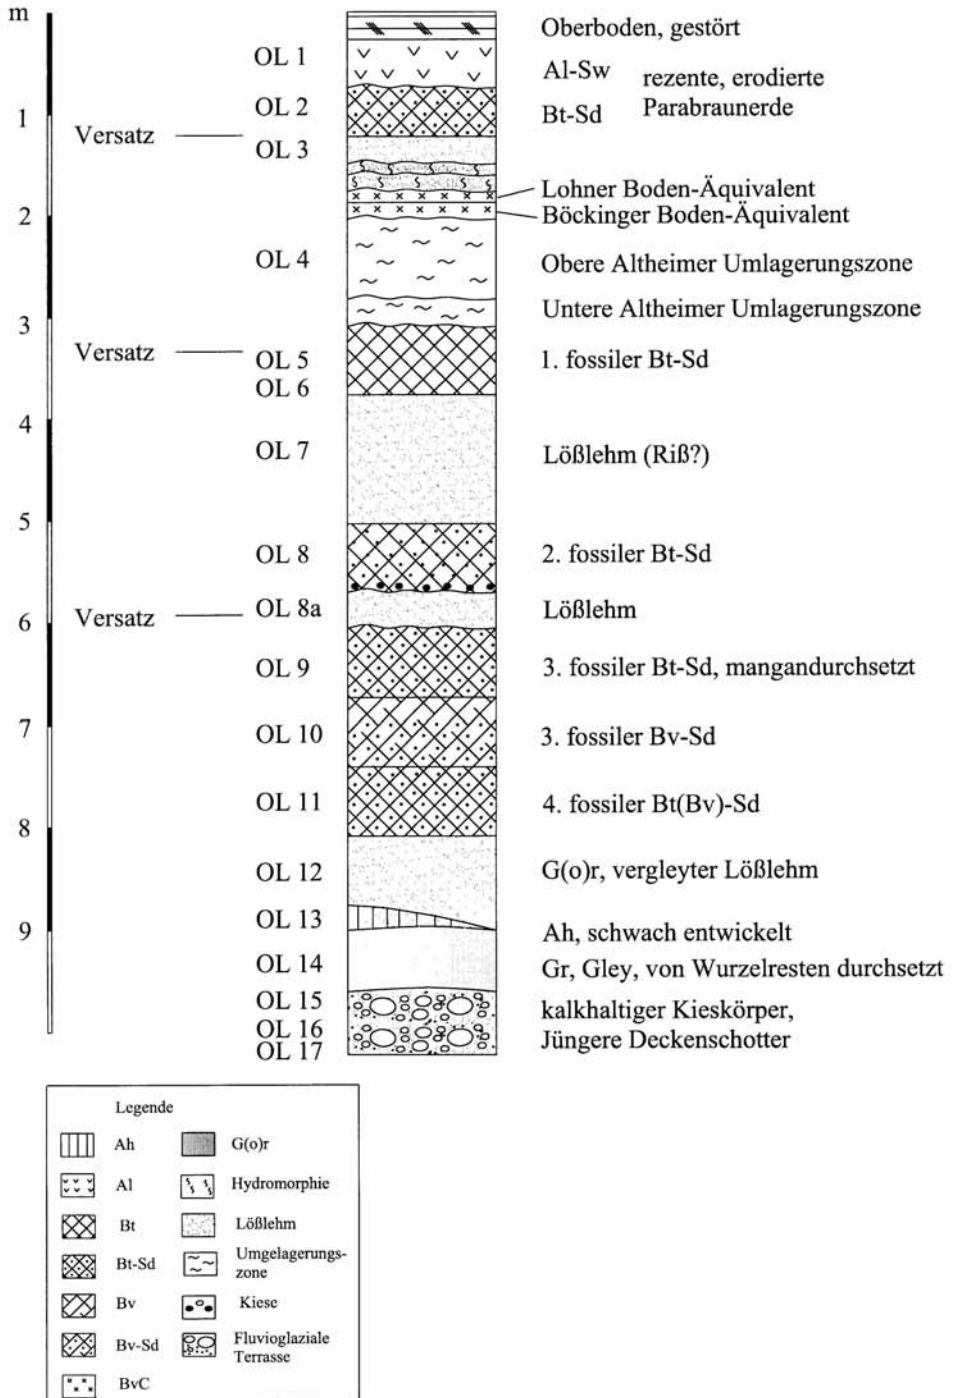 m
Oberboden, gestört
OL 1
Al-Sw
rezente, erodierte
Parabraunerde
OL 2
Bt-Sd
1
Versatz
OL 3
Lohner Boden-Äquivalent
2
Böckinger Boden-Äquivalent
OL 4
Obere Altheimer Umlagerungszone
Untere Altheimer Umlagerungszone
3
Versatz
OL 5
1. fossiler Bt-Sd
OL 6
4
OL 7
Lößlehm (Riß?)
5
OL 8
2. fossiler Bt-Sd
Versatz
OL 8a
Lößlehm
6
OL 9
3. fossiler Bt-Sd, mangandurchsetzt
7
OL 10
3. fossiler Bv-Sd
OL 11
4. fossiler Bt(Bv)-Sd
8
OL 12
G(o)r, vergleyter Lößlehm
OL 13
9
Ah, schwach entwickelt
OL 14
Gr, Gley, von Wurzelresten durchsetzt
OL 15
kalkhaltiger Kieskörper,
OL 16
Jüngere Deckenschotter
OL 17
Legende
Ah
Al
Bt
Bt-Sd
Bv
Bv-Sd
BvC
G(o)r
Hydromorphie
Lößlehm
Umgelagerungs-
zone
Kiese
Fluvioglaziale
Terrasse